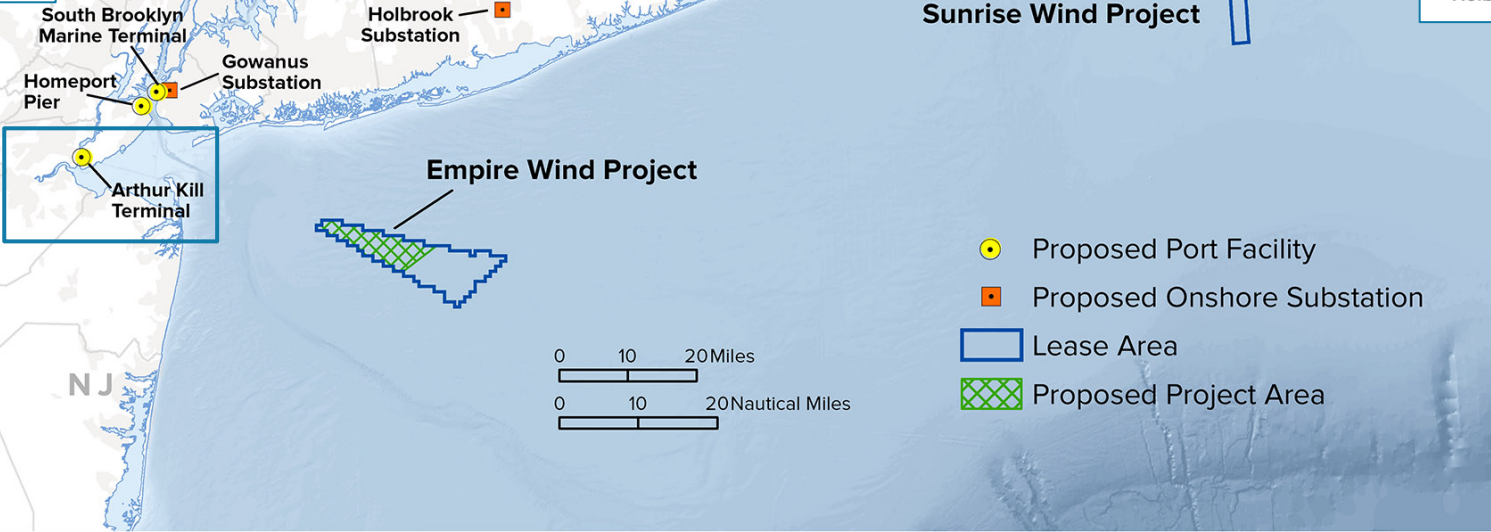 South Brooklyn
Marine Terminal
Holbrook
Substation
Sunrise Wind Project
Gowanus
Substation
Homeport
Pier
Arthur Kill
Terminal
Empire Wind Project
NJ
0 10 20 Miles
0 10 20 Nautical Miles
Proposed Port Facility
Proposed Onshore Substation
Lease Area
Proposed Project Area